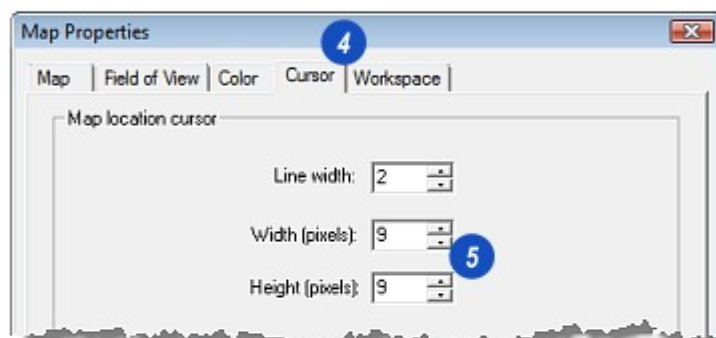 Map Properties
4
Map Field of View Color Cursor Workspace
Map location cursor
Line width: 2
Width (pixels): 9
5
Height (pixels): 9